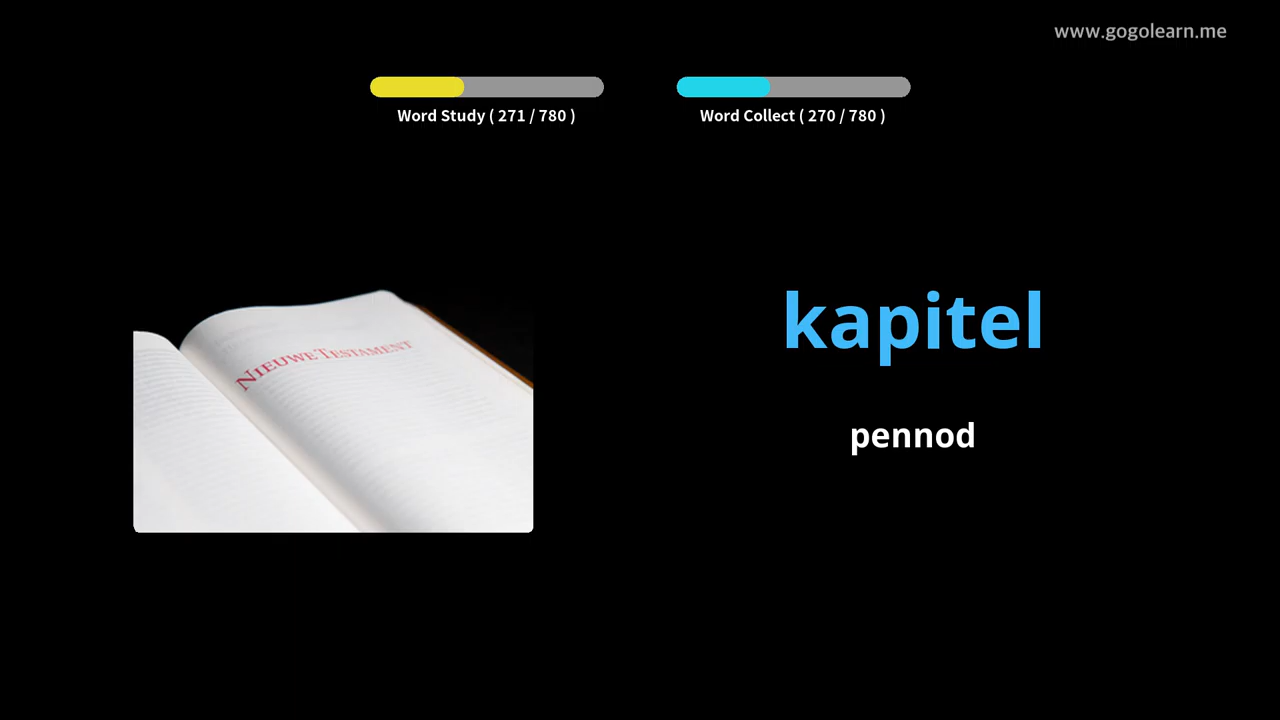 www.gogolearn.me
Word Study ( 271 / 780 )
Word Collect ( 270 / 780 )
NIEUWE TESTAMENT
kapitel
pennod